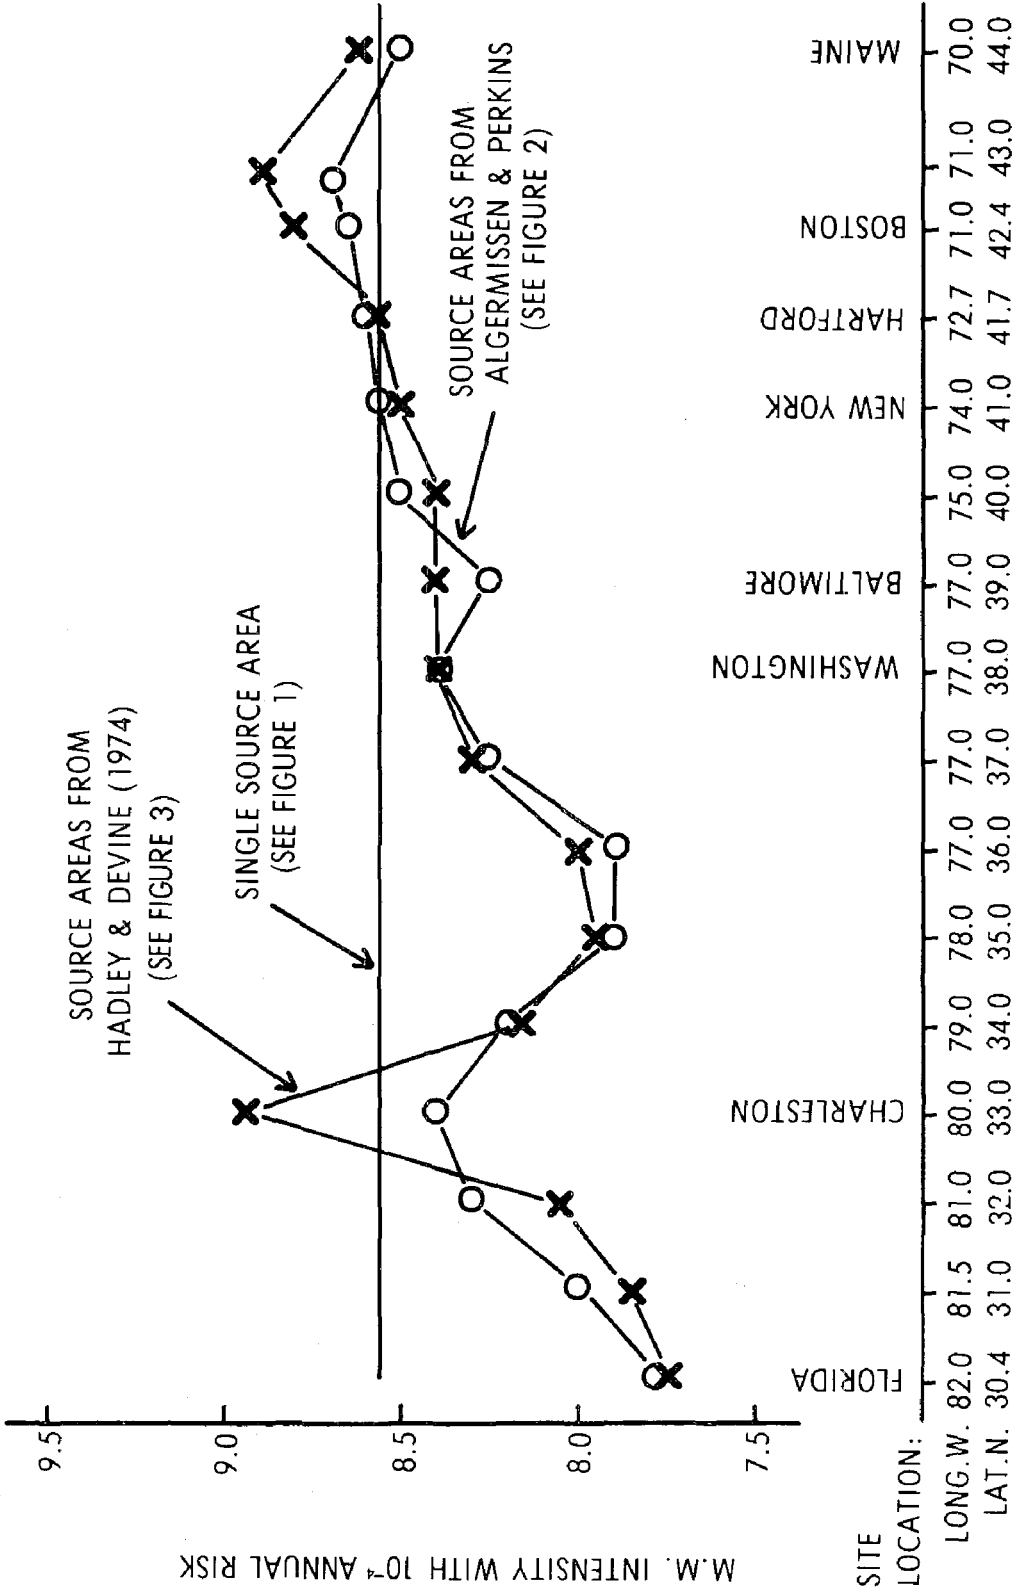 SOURCE AREAS FROM
HADLEY & DEVINE (1974)
(SEE FIGURE 3)
SINGLE SOURCE AREA
(SEE FIGURE 1)
SOURCE AREAS FROM
ALGERMISSEN & PERKINS
(SEE FIGURE 2)
M.M. INTENSITY WITH 10⁻⁴ ANNUAL RISK
9.5
9.0
8.5
8.0
7.5
FLORIDA
CHARLESTON
WASHINGTON
BALTIMORE
NEW YORK
HARTFORD
BOSTON
MAINE
SITE
LOCATION:
LONG.W. 82.0 81.5 81.0 80.0 79.0 78.0 77.0 77.0 77.0 77.0 75.0 74.0 72.7 71.0 71.0 70.0
LAT.N. 30.4 31.0 32.0 33.0 34.0 35.0 36.0 37.0 38.0 39.0 40.0 41.0 41.7 42.4 43.0 44.0